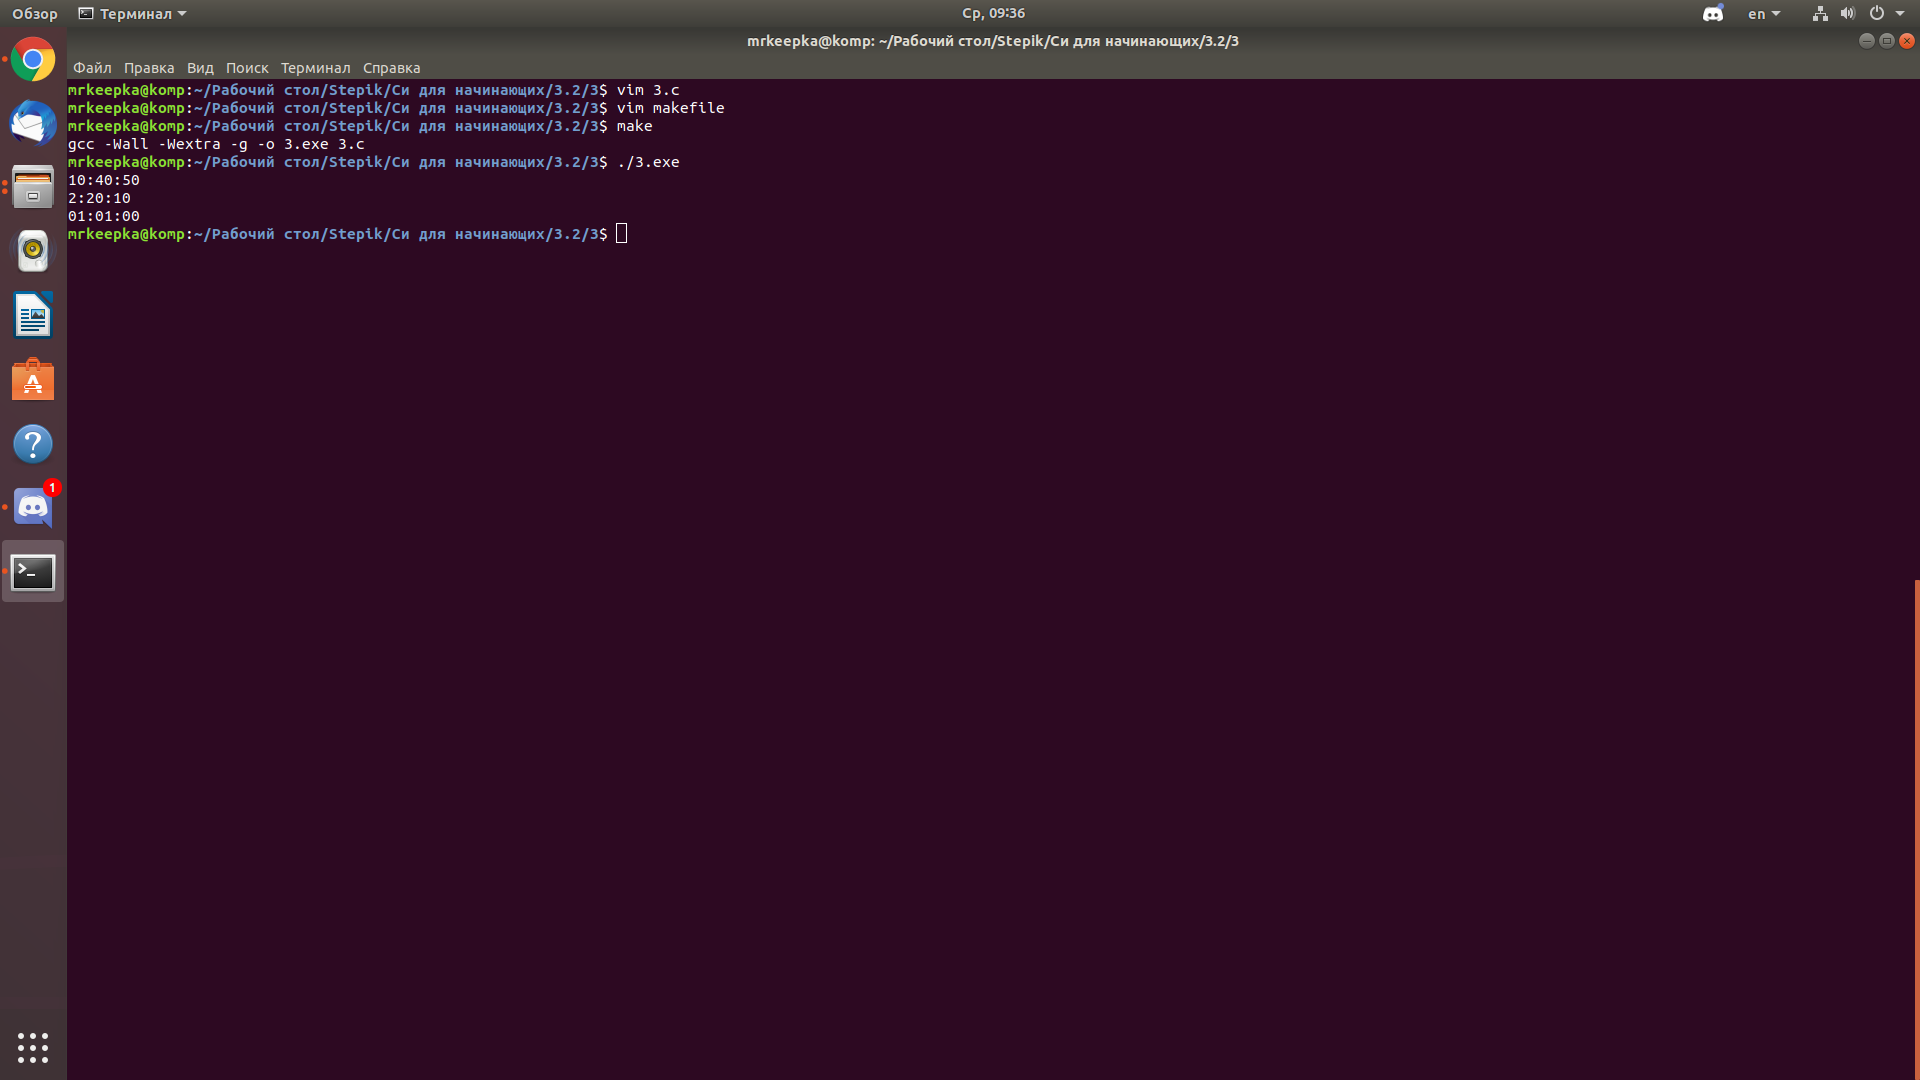 Обзор Терминал Ср, 09:36 en
mrkeepka@komp: ~/Рабочий стол/Stepik/Си для начинающих/3.2/3
Файл Правка Вид Поиск Терминал Справка
mrkeepka@komp:~/Рабочий стол/Stepik/Си для начинающих/3.2/3$ vim 3.c
mrkeepka@komp:~/Рабочий стол/Stepik/Си для начинающих/3.2/3$ vim makefile
mrkeepka@komp:~/Рабочий стол/Stepik/Си для начинающих/3.2/3$ make
gcc -Wall -Wextra -g -o 3.exe 3.c
mrkeepka@komp:~/Рабочий стол/Stepik/Си для начинающих/3.2/3$ ./3.exe
10:40:50
2:20:10
01:01:00
mrkeepka@komp:~/Рабочий стол/Stepik/Си для начинающих/3.2/3$
1